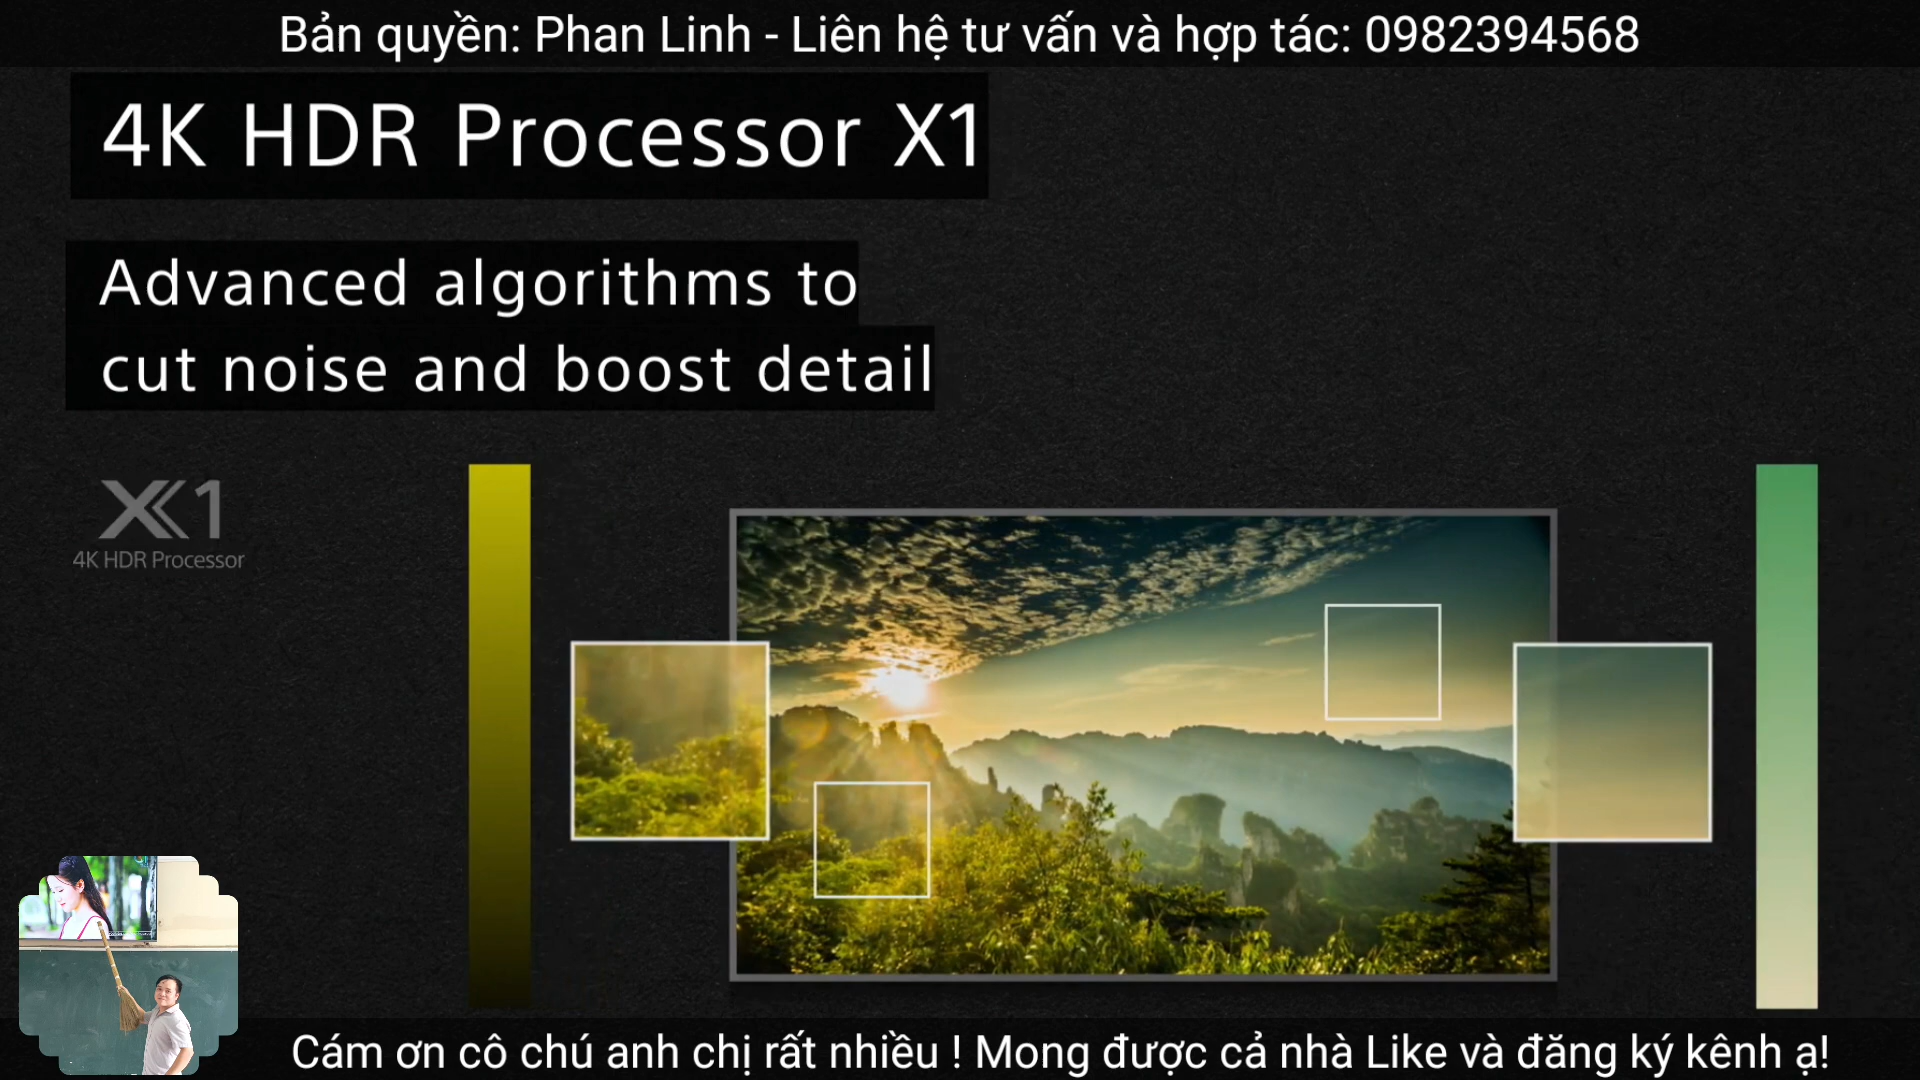 Bản quyền: Phan Linh - Liên hệ tư vấn và hợp tác: 0982394568
4K HDR Processor X1
Advanced algorithms to
cut noise and boost detail
X1
4K HDR Processor
Cám ơn cô chú anh chị rất nhiều ! Mong được cả nhà Like và đăng ký kênh ạ!